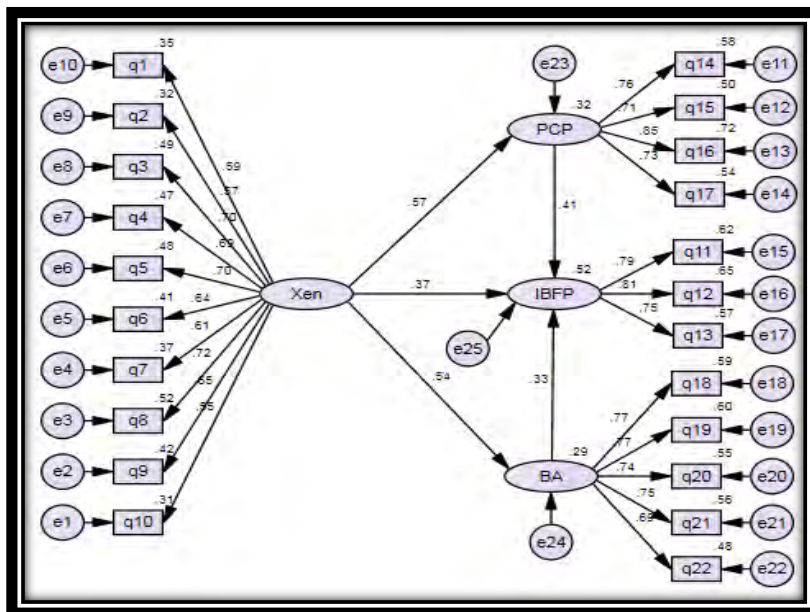 .35
e10 q1
.32
e9 q2
.49
e8 q3
.47
e7 q4
.48
e6 q5
.41
e5 q6
.37
e4 q7
.52
e3 q8
.42
e2 q9
.31
e1 q10
.59
.57
.70
.69
.70
.64
.61
.72
.65
.55
Xen
.57
.37
.54
e23
.32
PCP
.41
.52
IBFP
e25
.33
.29
BA
e24
.76
.71
.85
.73
.58
q14 e11
.50
q15 e12
.72
q16 e13
.54
q17 e14
.79
.81
.75
.62
q11 e15
.65
q12 e16
.57
q13 e17
.77
.77
.74
.75
.59
q18 e18
.60
q19 e19
.55
q20 e20
.56
q21 e21
.48
q22 e22